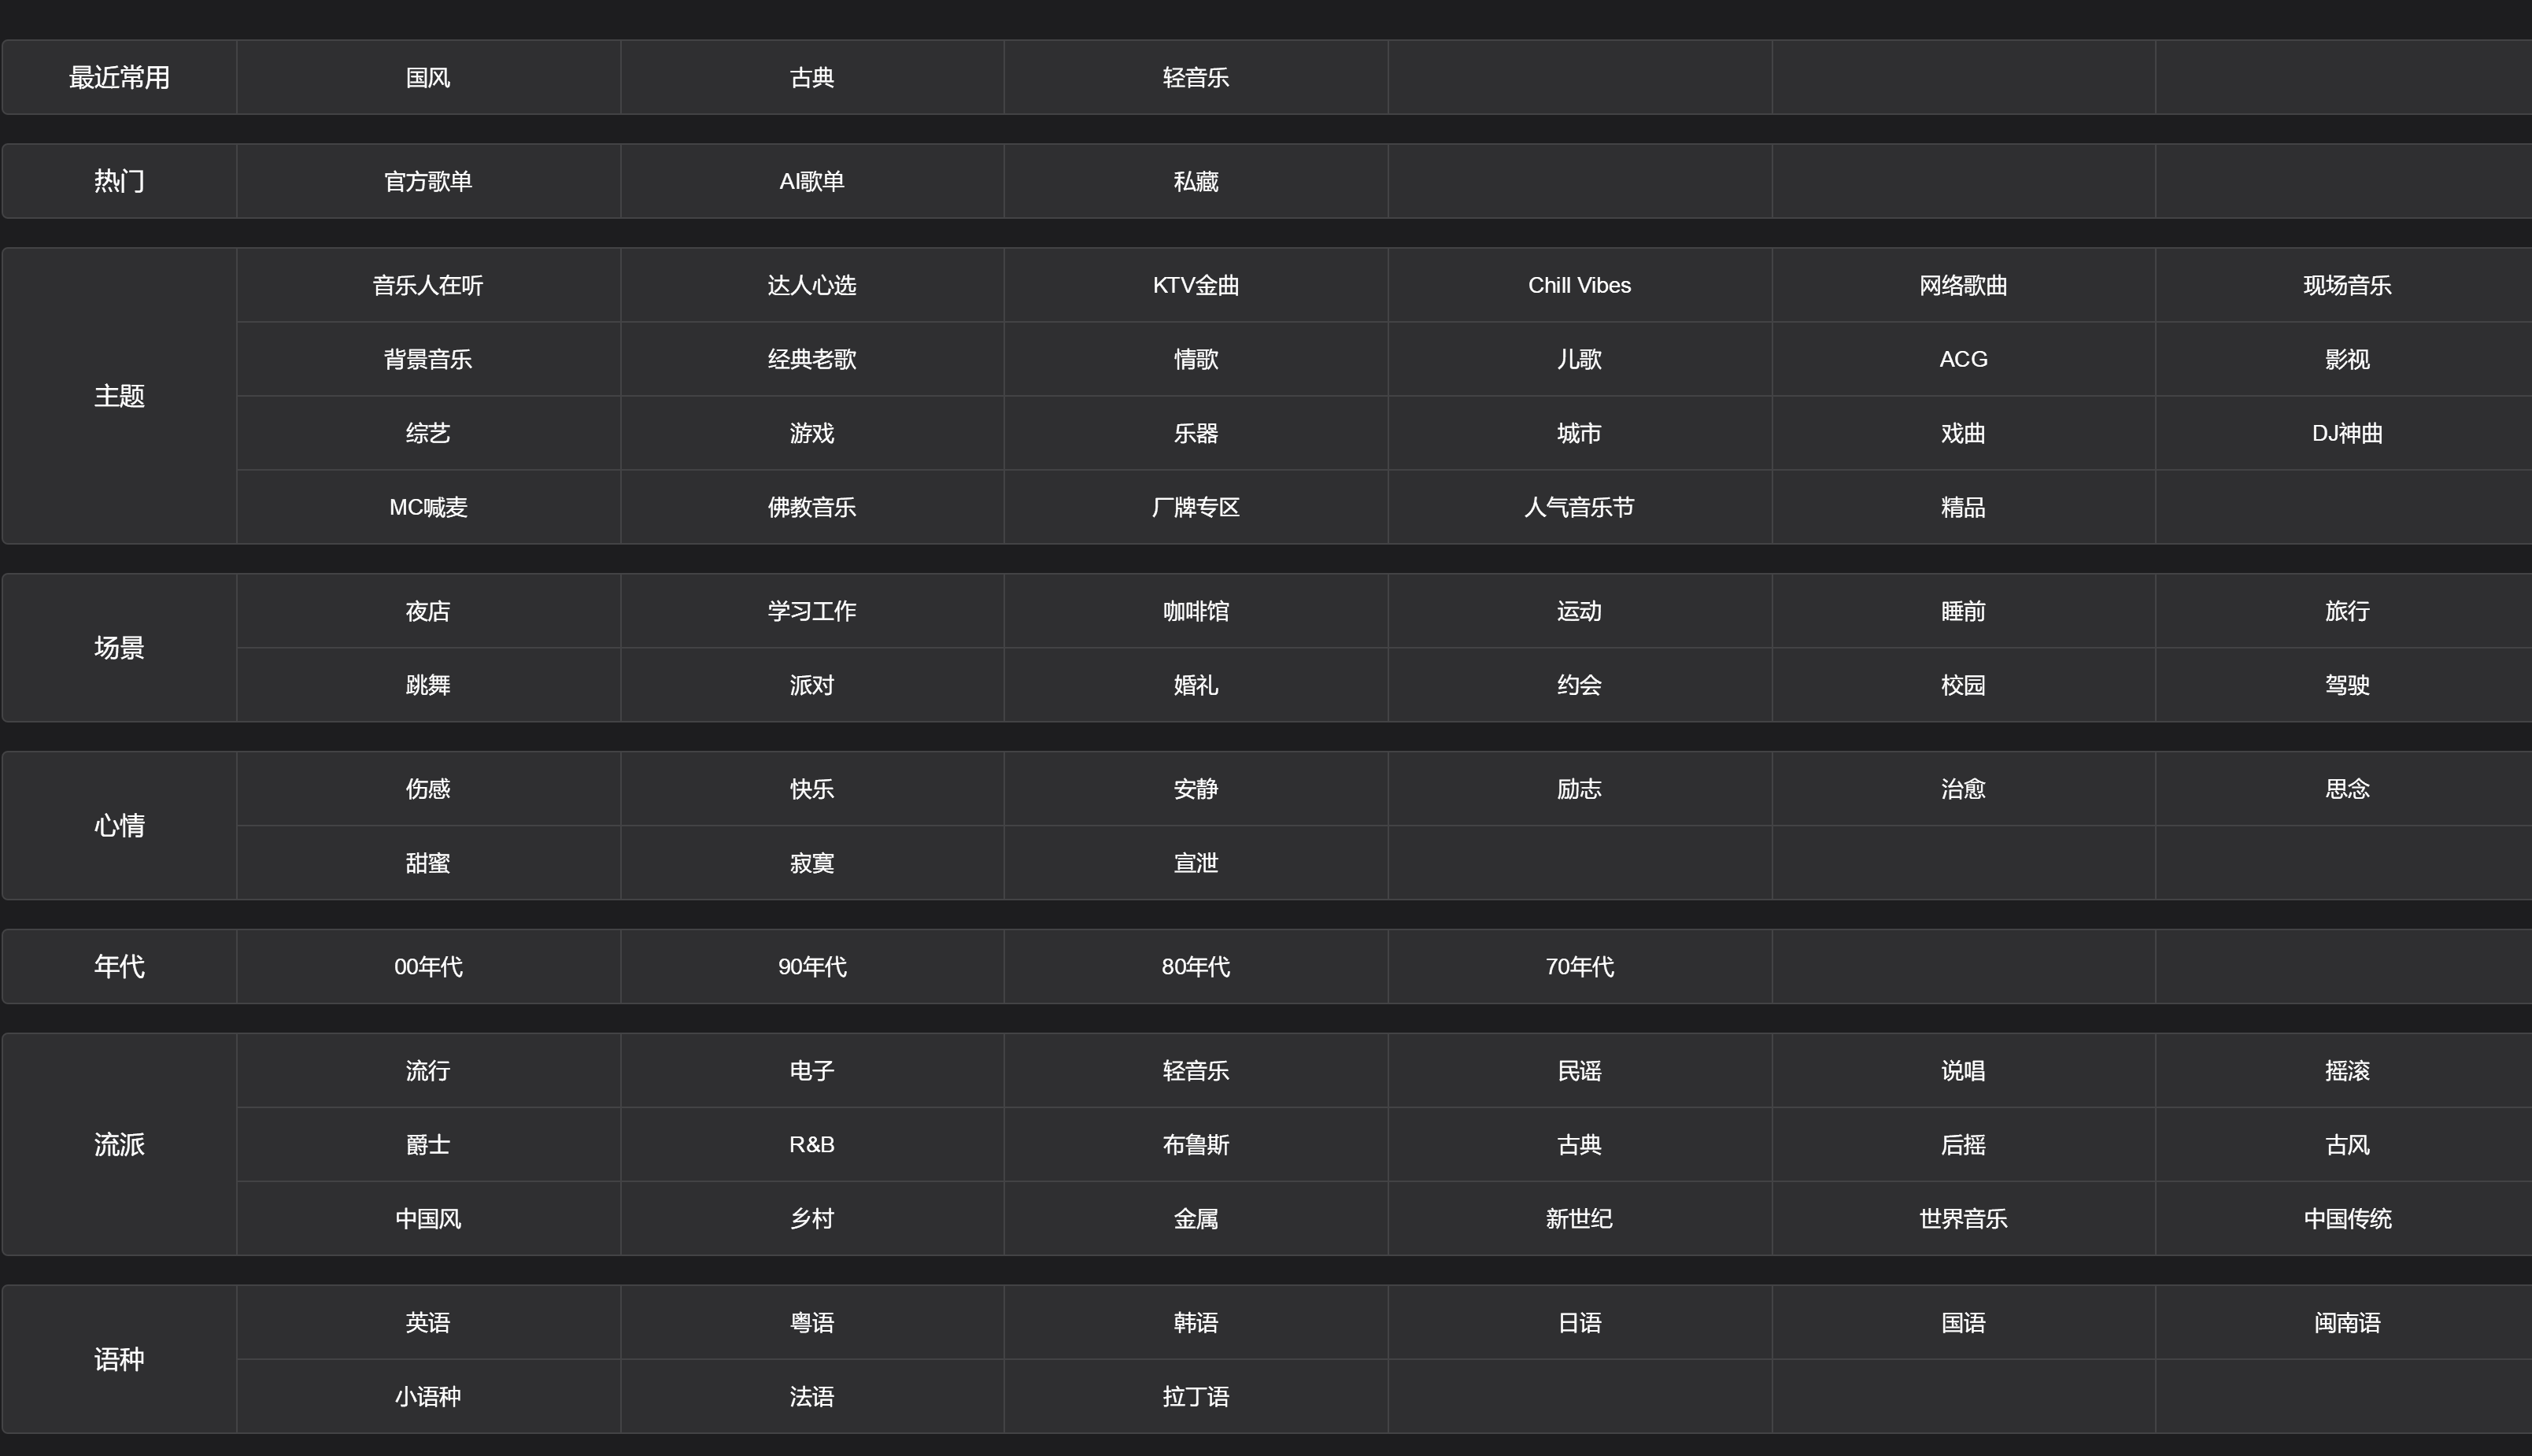 最近常用 国风 古典 轻音乐
热门 官方歌单 AI歌单 私藏
主题
音乐人在听 达人心选 KTV金曲 Chill Vibes 网络歌曲 现场音乐
背景音乐 经典老歌 情歌 儿歌 ACG 影视
综艺 游戏 乐器 城市 戏曲 DJ神曲
MC喊麦 佛教音乐 厂牌专区 人气音乐节 精品
场景
夜店 学习工作 咖啡馆 运动 睡前 旅行
跳舞 派对 婚礼 约会 校园 驾驶
心情
伤感 快乐 安静 励志 治愈 思念
甜蜜 寂寞 宣泄
年代 00年代 90年代 80年代 70年代
流派
流行 电子 轻音乐 民谣 说唱 摇滚
爵士 R&B 布鲁斯 古典 后摇 古风
中国风 乡村 金属 新世纪 世界音乐 中国传统
语种
英语 粤语 韩语 日语 国语 闽南语
小语种 法语 拉丁语